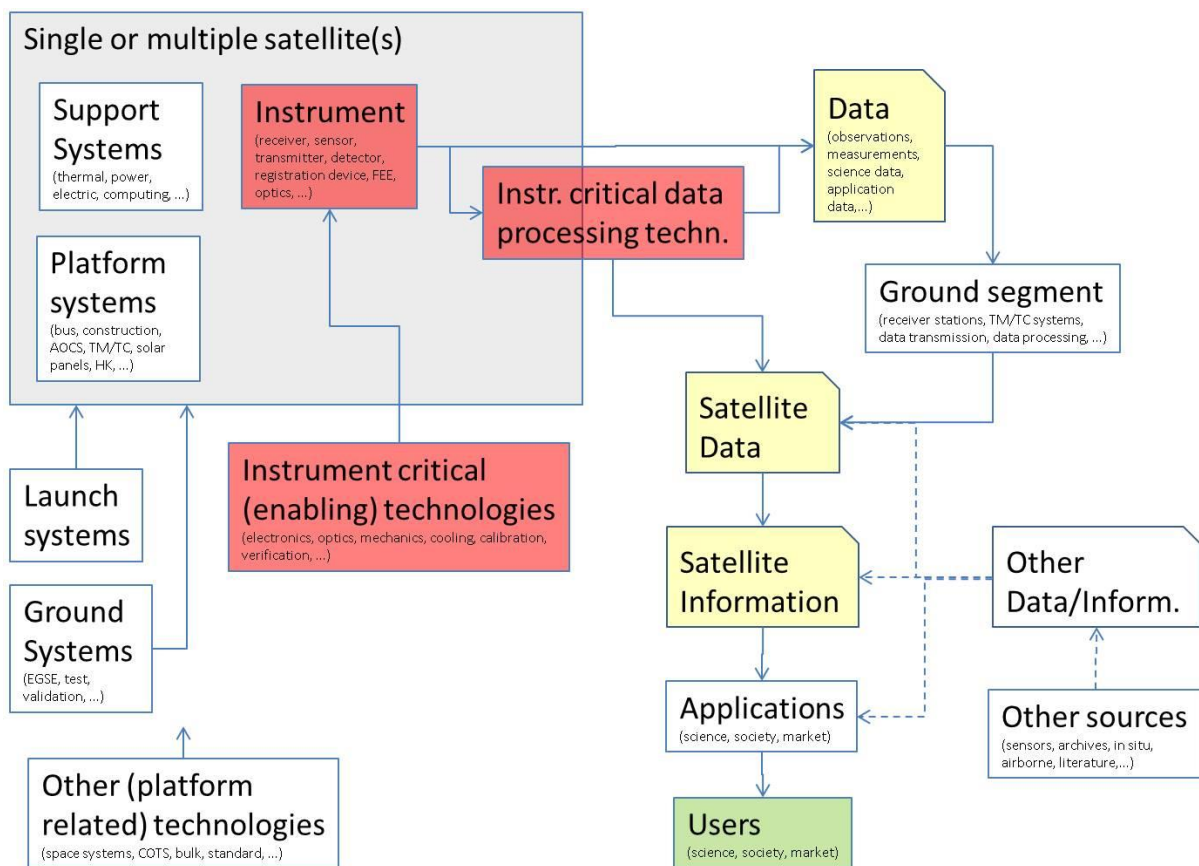 Single or multiple satellite(s)
Support
Systems
(thermal, power,
electric, computing, ...)
Instrument
(receiver, sensor,
transmitter, detector,
registration device, FEE,
optics, ...)
Data
(observations,
measurements,
science data,
application
data,...)
Instr. critical data
processing techn.
Platform
systems
(bus, construction,
AOCS, TM/TC, solar
panels, HK, ...)
Ground segment
(receiver stations, TM/TC systems,
data transmission, data processing, ...)
Satellite
Data
Instrument critical
(enabling) technologies
(electronics, optics, mechanics, cooling, calibration,
verification, ...)
Launch
systems
Satellite
Information
Other
Data/Inform.
Ground
Systems
(EGSE, test,
validation, ...)
Applications
(science, society, market)
Other sources
(sensors, archives, in situ,
airborne, literature,...)
Other (platform
related) technologies
(space systems, COTS, bulk, standard, ...)
Users
(science, society, market)